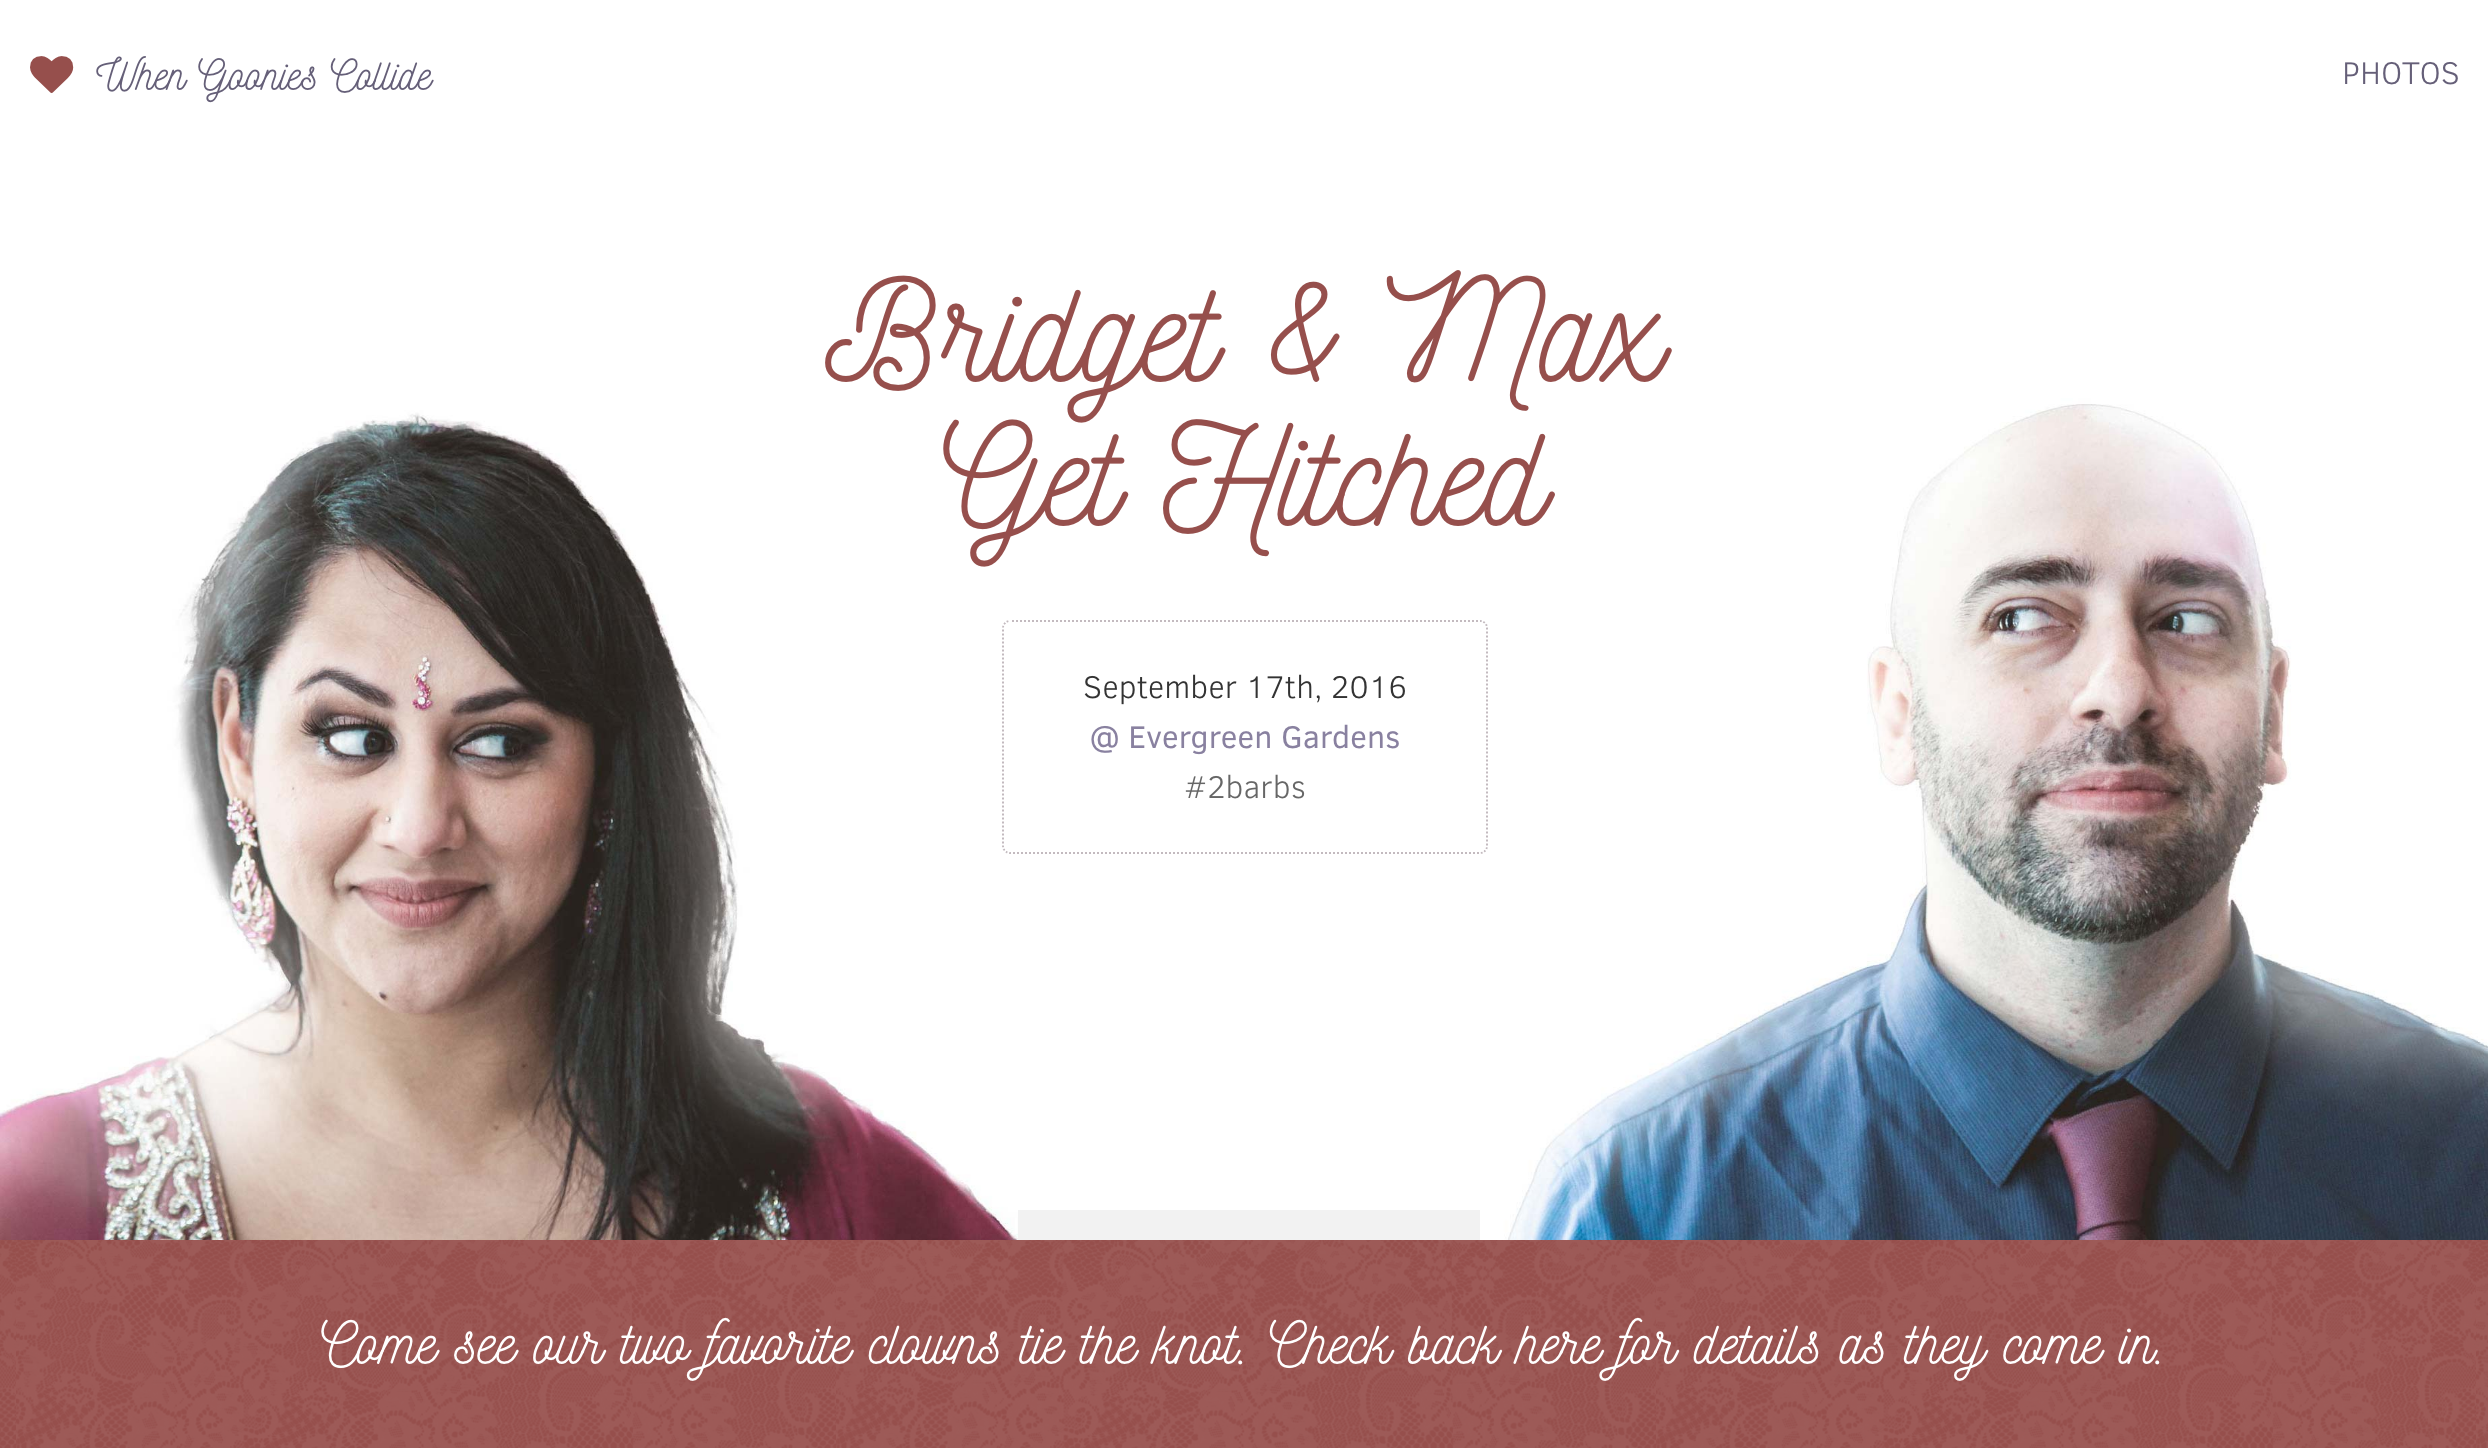 When Goonies Collide
PHOTOS
Bridget & Max
Get Hitched
September 17th, 2016
@ Evergreen Gardens
#2barbs
Come see our two favorite clowns tie the knot. Check back here for details as they come in.